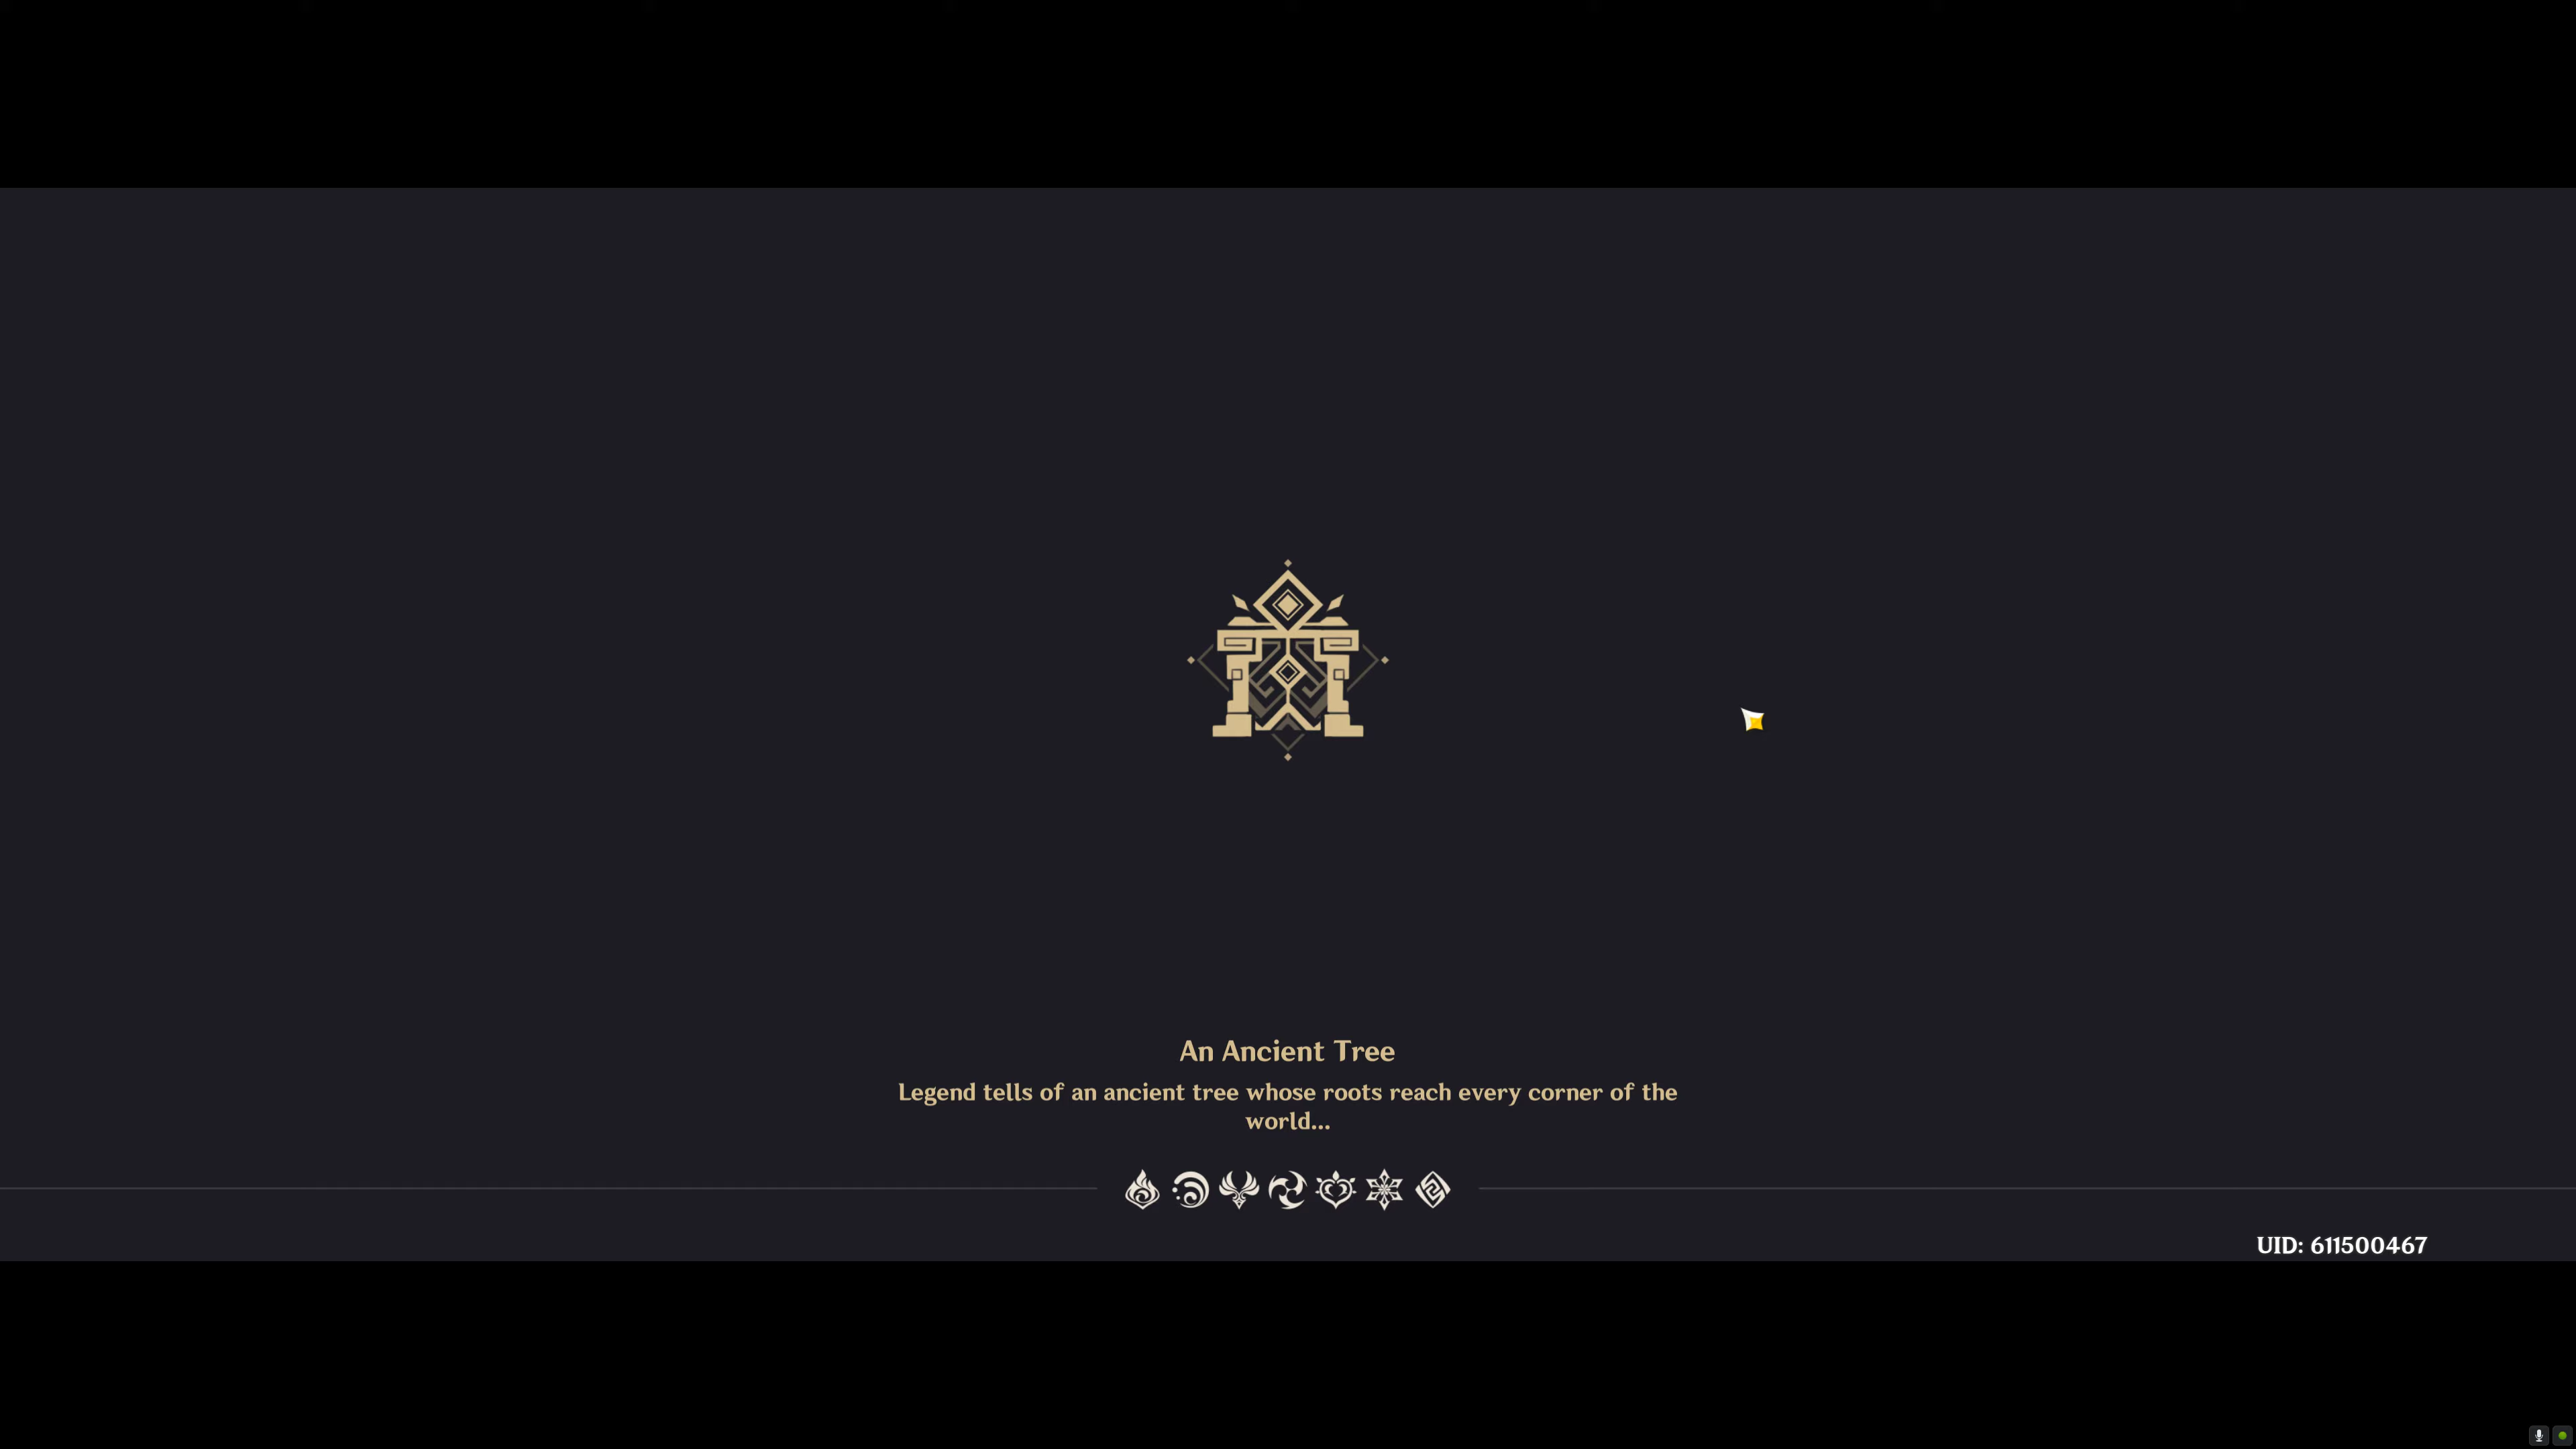 An Ancient Tree
Legend tells of an ancient tree whose roots reach every corner of the
world...
UID: 611500467